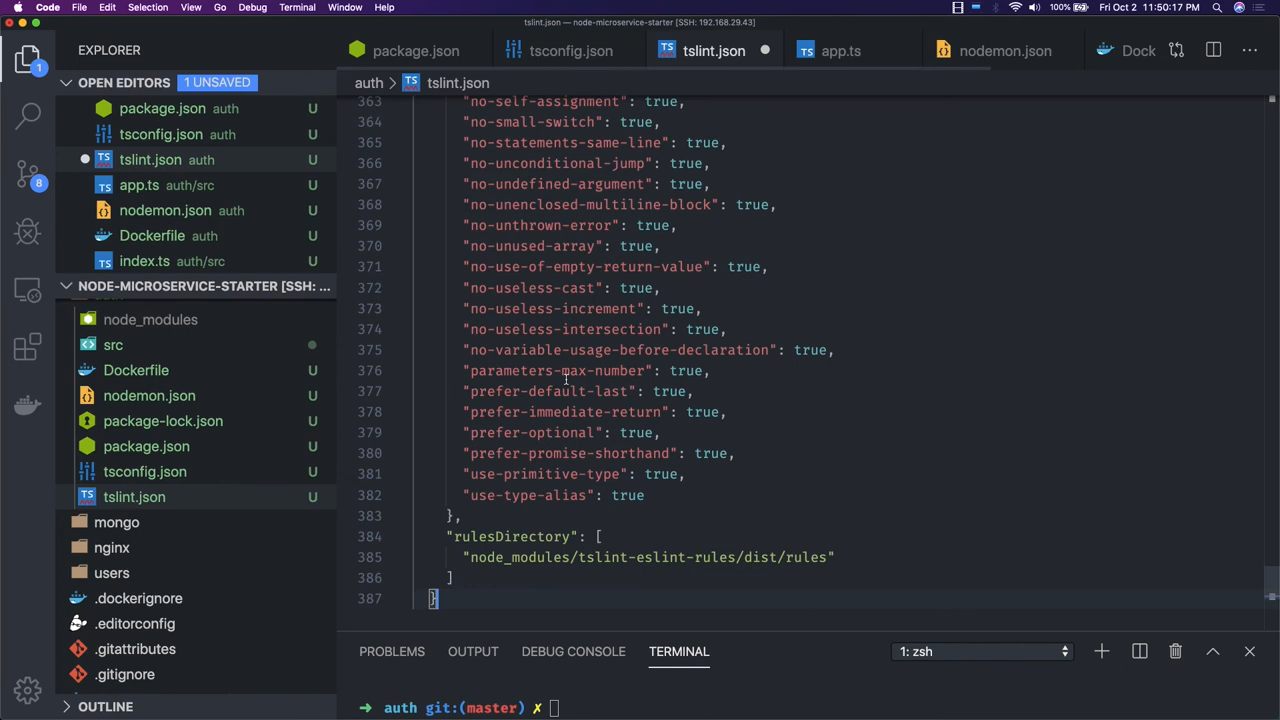 Code File Edit Selection View Go Debug Terminal Window Help 100% Fri Oct 2 11:50:17 PM
tslint.json — node-microservice-starter [SSH: 192.168.29.43]
EXPLORER
OPEN EDITORS 1 UNSAVED
package.json auth U
tsconfig.json auth U
TS tslint.json auth U
TS app.ts auth/src U
nodemon.json auth U
Dockerfile auth U
TS index.ts auth/src U
NODE-MICROSERVICE-STARTER [SSH: ...
node_modules
src
Dockerfile U
nodemon.json U
package-lock.json U
package.json U
tsconfig.json U
TS tslint.json U
mongo
nginx
users
.dockerignore U
.editorconfig U
.gitattributes U
.gitignore U
OUTLINE
1
8
package.json tsconfig.json TS tslint.json TS app.ts nodemon.json Dock
auth > TS tslint.json
363 "no-self-assignment": true,
364 "no-small-switch": true,
365 "no-statements-same-line": true,
366 "no-unconditional-jump": true,
367 "no-undefined-argument": true,
368 "no-unenclosed-multiline-block": true,
369 "no-unthrown-error": true,
370 "no-unused-array": true,
371 "no-use-of-empty-return-value": true,
372 "no-useless-cast": true,
373 "no-useless-increment": true,
374 "no-useless-intersection": true,
375 "no-variable-usage-before-declaration": true,
376 "parameters-max-number": true,
377 "prefer-default-last": true,
378 "prefer-immediate-return": true,
379 "prefer-optional": true,
380 "prefer-promise-shorthand": true,
381 "use-primitive-type": true,
382 "use-type-alias": true
383 },
384 "rulesDirectory": [
385 "node_modules/tslint-eslint-rules/dist/rules"
386 ]
387 }
PROBLEMS OUTPUT DEBUG CONSOLE TERMINAL 1: zsh
➜ auth git:(master) ✗